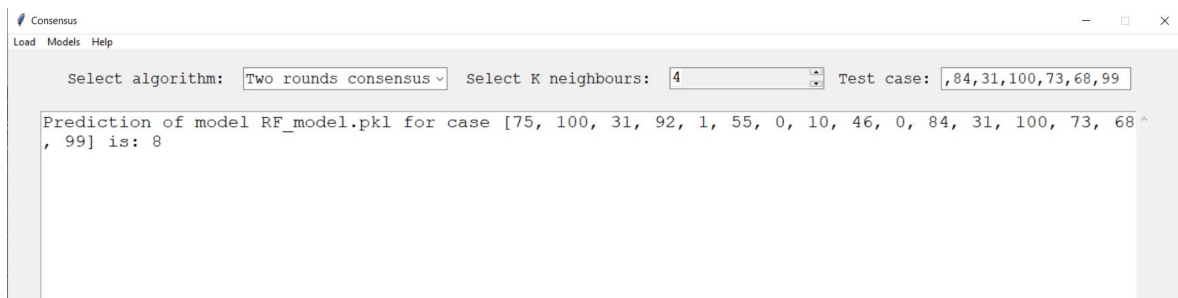 Consensus
Load Models Help
Select algorithm: Two rounds consensus Select K neighbours: 4 Test case: ,84,31,100,73,68,99
Prediction of model RF_model.pkl for case [75, 100, 31, 92, 1, 55, 0, 10, 46, 0, 84, 31, 100, 73, 68
, 99] is: 8